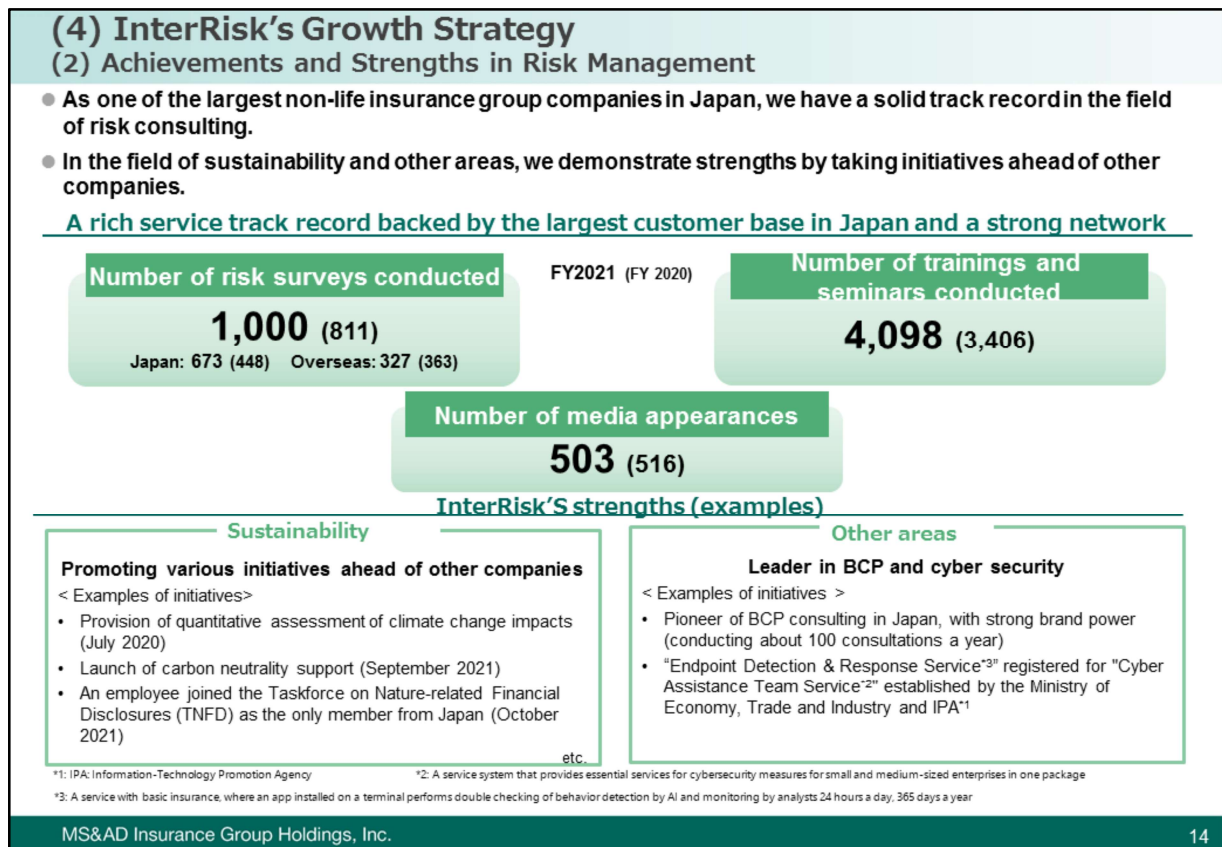 (4) InterRisk's Growth Strategy
(2) Achievements and Strengths in Risk Management
● As one of the largest non-life insurance group companies in Japan, we have a solid track record in the field
of risk consulting.
● In the field of sustainability and other areas, we demonstrate strengths by taking initiatives ahead of other
companies.
A rich service track record backed by the largest customer base in Japan and a strong network
Number of risk surveys conducted
1,000 (811)
Japan: 673 (448) Overseas: 327 (363)
FY2021 (FY 2020)
Number of trainings and
seminars conducted
4,098 (3,406)
Number of media appearances
503 (516)
InterRisk'S strengths (examples)
Sustainability
Promoting various initiatives ahead of other companies
< Examples of initiatives>
• Provision of quantitative assessment of climate change impacts
(July 2020)
• Launch of carbon neutrality support (September 2021)
• An employee joined the Taskforce on Nature-related Financial
Disclosures (TNFD) as the only member from Japan (October
2021)
etc.
Other areas
Leader in BCP and cyber security
< Examples of initiatives >
• Pioneer of BCP consulting in Japan, with strong brand power
(conducting about 100 consultations a year)
• “Endpoint Detection & Response Service*3” registered for "Cyber
Assistance Team Service*2" established by the Ministry of
Economy, Trade and Industry and IPA*1
*1: IPA: Information-Technology Promotion Agency
*2: A service system that provides essential services for cybersecurity measures for small and medium-sized enterprises in one package
*3: A service with basic insurance, where an app installed on a terminal performs double checking of behavior detection by AI and monitoring by analysts 24 hours a day, 365 days a year
MS&AD Insurance Group Holdings, Inc.
14